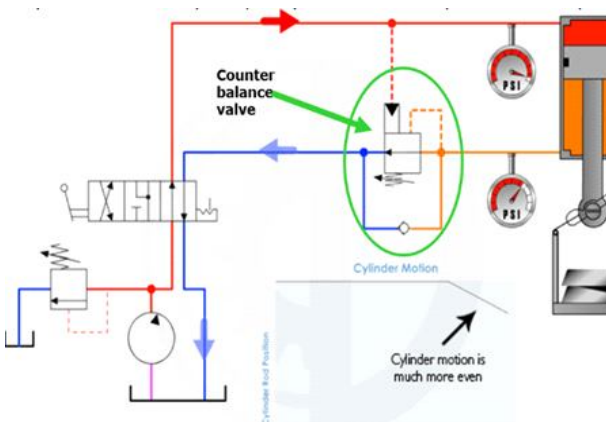 Counter
balance
valve
PSI
PSI
Cylinder Motion
Cylinder Rod Position
Cylinder motion is
much more even